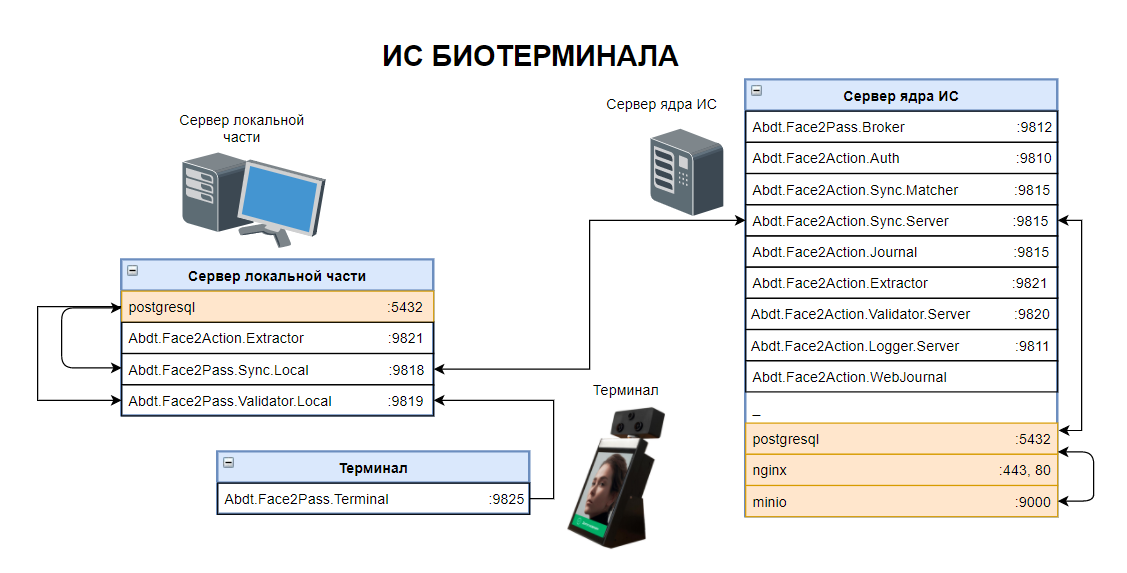 ИС БИОТЕРМИНАЛА
Сервер локальной
части
Сервер локальной части
postgresql :5432
Abdt.Face2Action.Extractor :9821
Abdt.Face2Pass.Sync.Local :9818
Abdt.Face2Pass.Validator.Local :9819
Терминал
Abdt.Face2Pass.Terminal :9825
Терминал
Сервер ядра ИС
Сервер ядра ИС
Abdt.Face2Pass.Broker :9812
Abdt.Face2Action.Auth :9810
Abdt.Face2Action.Sync.Matcher :9815
Abdt.Face2Action.Sync.Server :9815
Abdt.Face2Action.Journal :9815
Abdt.Face2Action.Extractor :9821
Abdt.Face2Action.Validator.Server :9820
Abdt.Face2Action.Logger.Server :9811
Abdt.Face2Action.WebJournal
_
postgresql :5432
nginx :443, 80
minio :9000